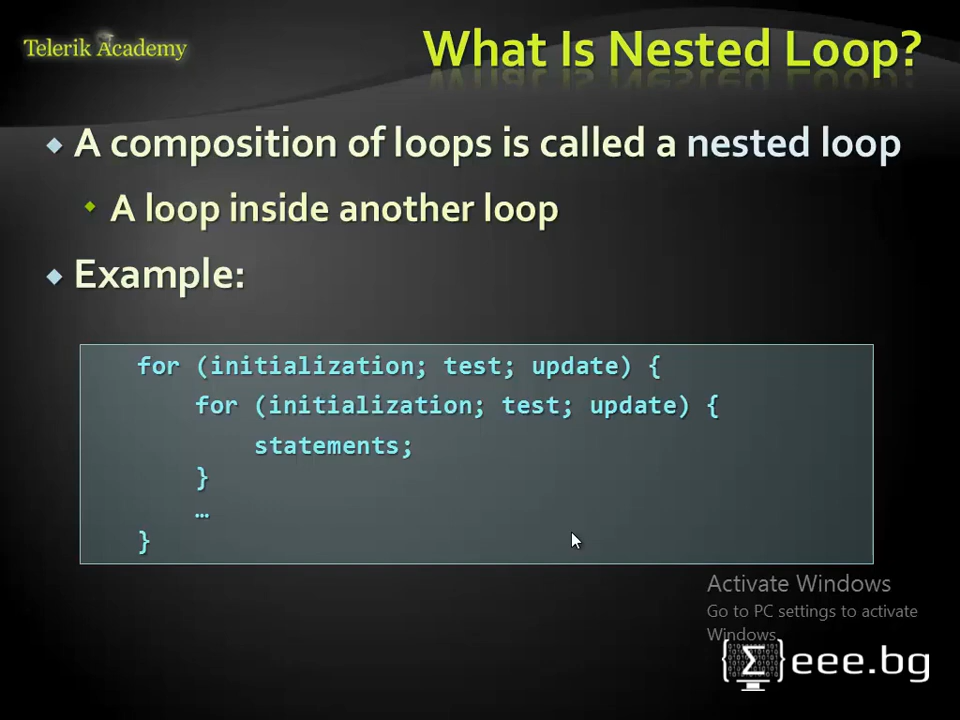 Telerik Academy
What Is Nested Loop?
A composition of loops is called a nested loop
A loop inside another loop
Example:
for (initialization; test; update) {
for (initialization; test; update) {
statements;
}
…
}
Activate Windows
Go to PC settings to activate
Windows.
{Σ} eee.bg